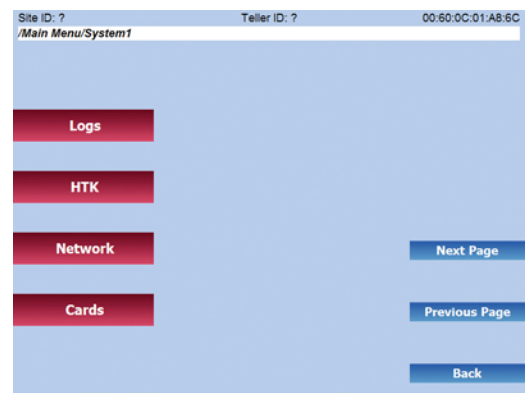 Site ID: ? Teller ID: ? 00:60:0C:01:A8:6C
/Main Menu/System1
Logs
HTK
Network
Next Page
Cards
Previous Page
Back